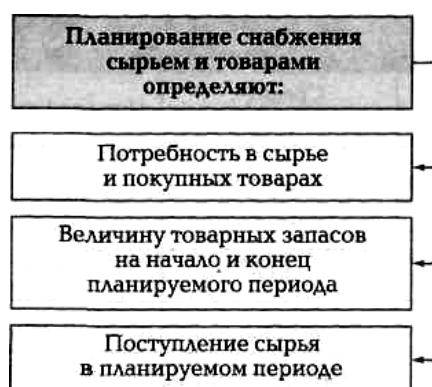 Планирование снабжения
сырьем и товарами
определяют:
Потребность в сырье
и покупных товарах
Величину товарных запасов
на начало и конец
планируемого периода
Поступление сырья
в планируемом периоде